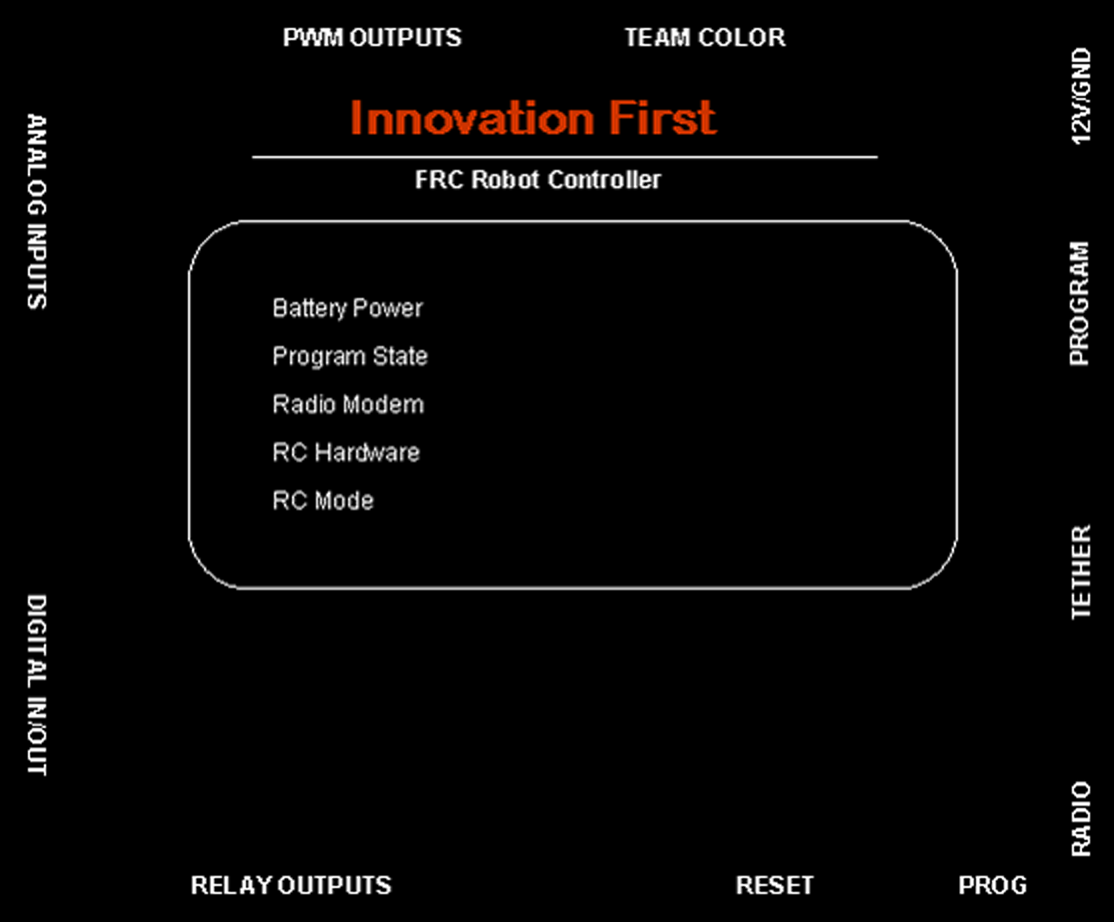 PWM OUTPUTS
TEAM COLOR
12V/GND
Innovation First
ANALOG INPUTS
FRC Robot Controller
PROGRAM
Battery Power
Program State
Radio Modem
RC Hardware
RC Mode
TETHER
DIGITAL IN/OUT
RADIO
RELAY OUTPUTS
RESET
PROG